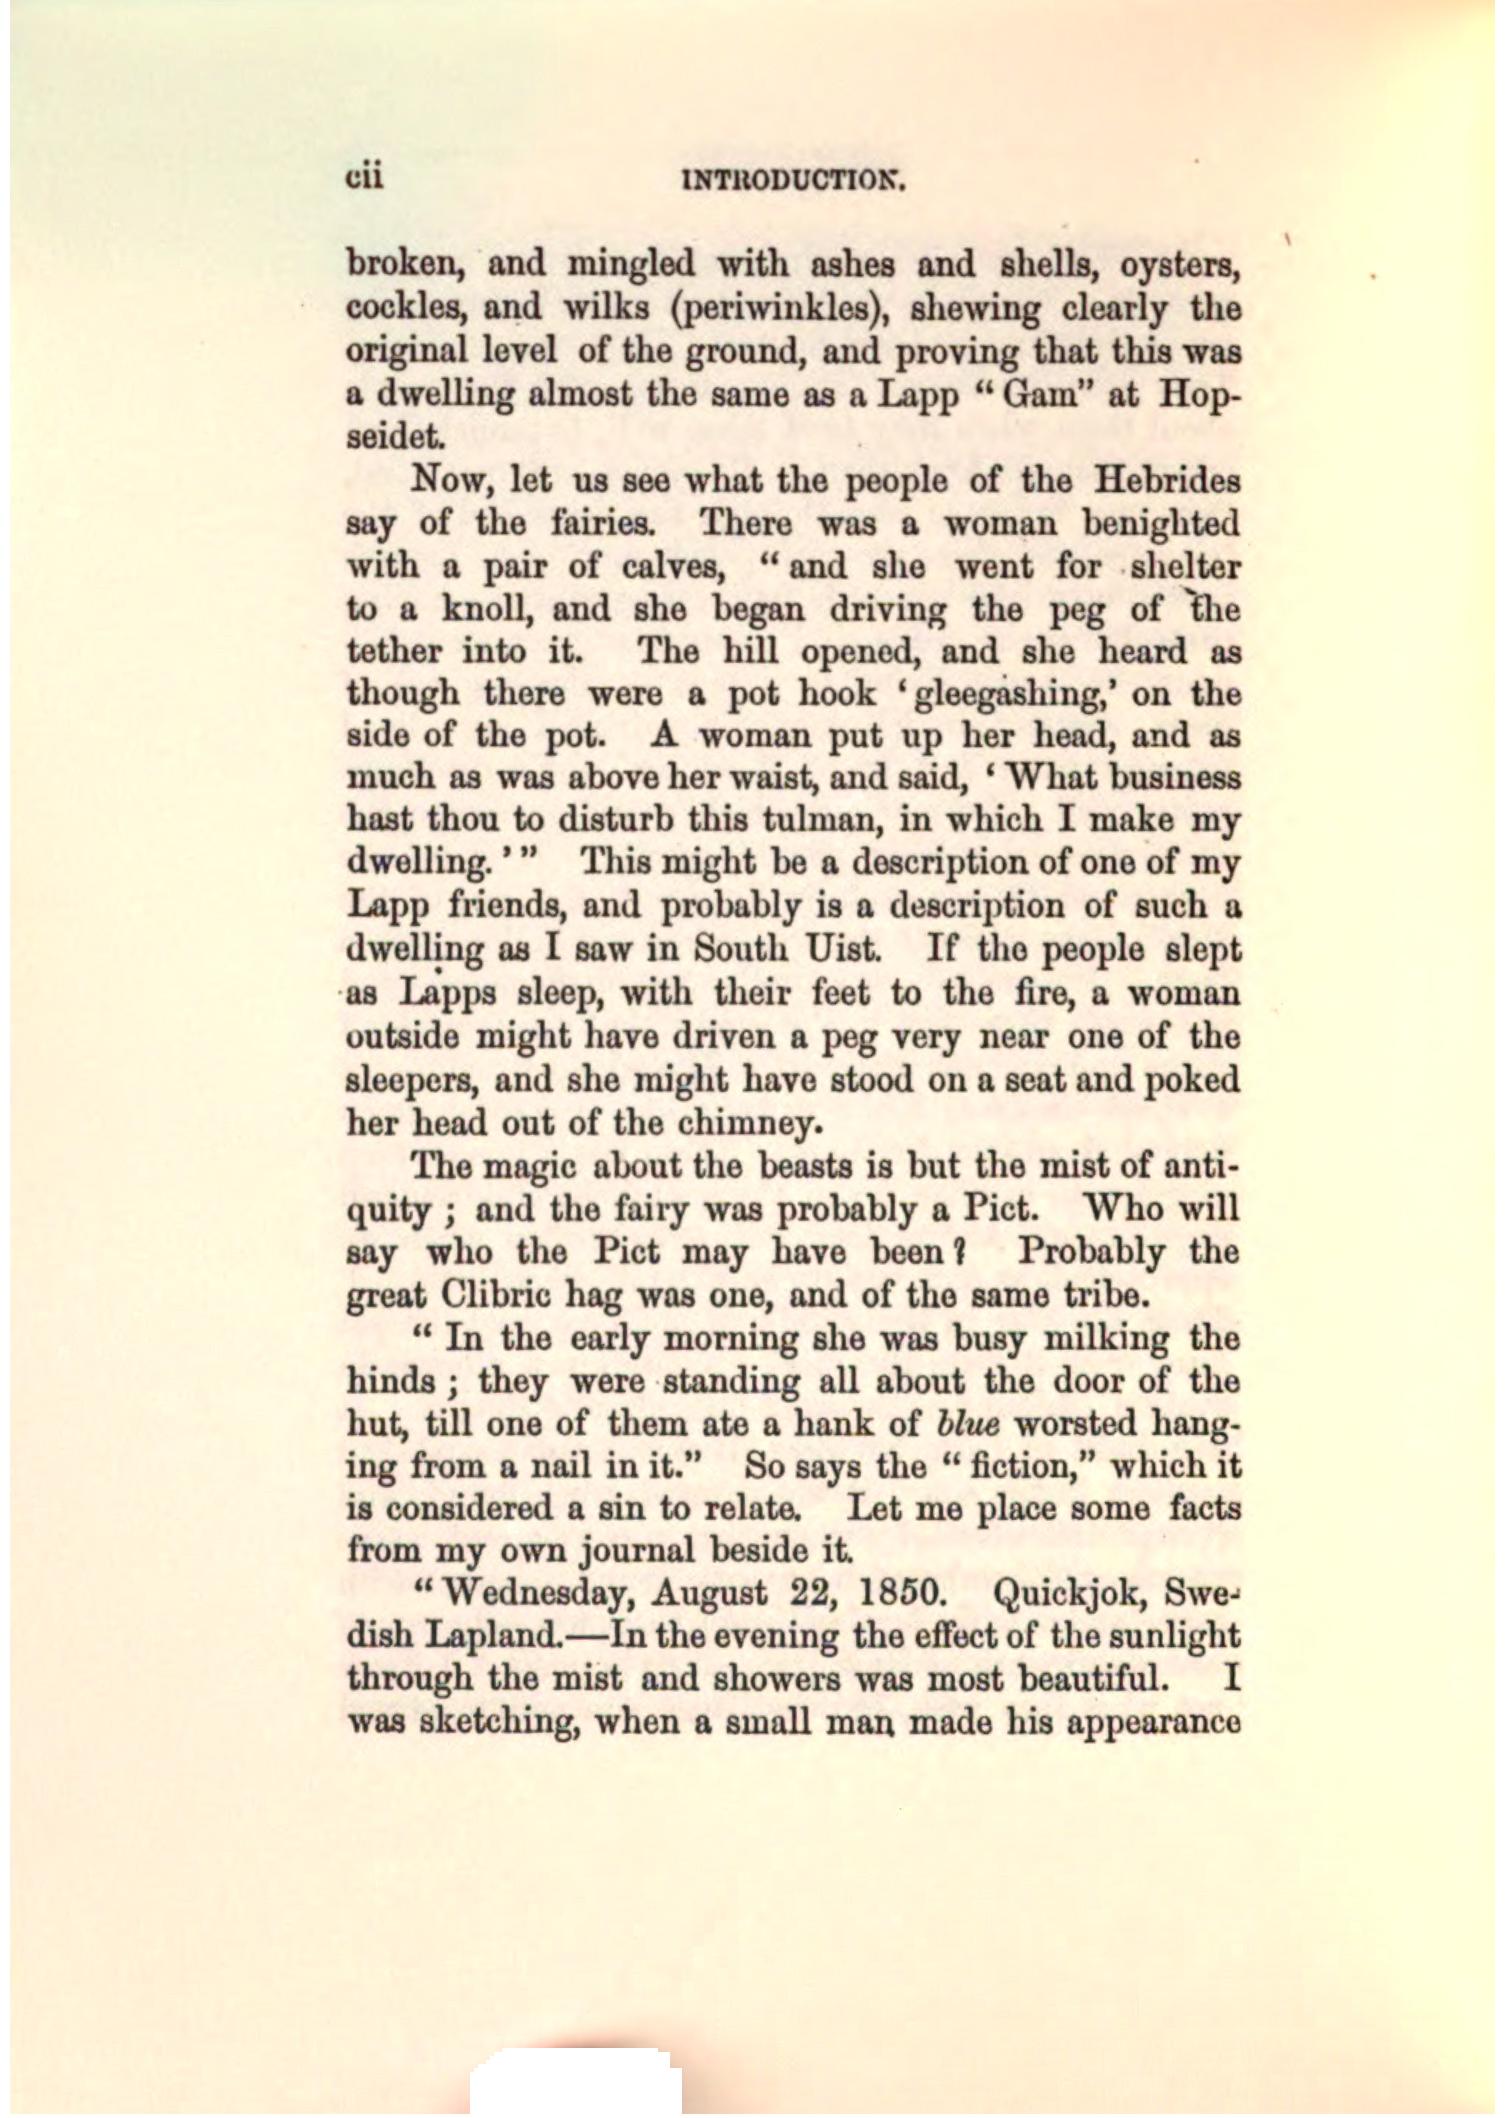 cii INTRODUCTION.
broken, and mingled with ashes and shells, oysters,
cockles, and wilks (periwinkles), shewing clearly the
original level of the ground, and proving that this was
a dwelling almost the same as a Lapp “Gam” at Hop-
seidet.
Now, let us see what the people of the Hebrides
say of the fairies. There was a woman benighted
with a pair of calves, “and she went for shelter
to a knoll, and she began driving the peg of the
tether into it. The hill opened, and she heard as
though there were a pot hook ‘gleegashing,’ on the
side of the pot. A woman put up her head, and as
much as was above her waist, and said, ‘What business
hast thou to disturb this tulman, in which I make my
dwelling.’” This might be a description of one of my
Lapp friends, and probably is a description of such a
dwelling as I saw in South Uist. If the people slept
as Lapps sleep, with their feet to the fire, a woman
outside might have driven a peg very near one of the
sleepers, and she might have stood on a seat and poked
her head out of the chimney.
The magic about the beasts is but the mist of anti-
quity ; and the fairy was probably a Pict. Who will
say who the Pict may have been? Probably the
great Clibric hag was one, and of the same tribe.
“In the early morning she was busy milking the
hinds ; they were standing all about the door of the
hut, till one of them ate a hank of blue worsted hang-
ing from a nail in it.” So says the “fiction,” which it
is considered a sin to relate. Let me place some facts
from my own journal beside it.
“Wednesday, August 22, 1850. Quickjok, Swe-
dish Lapland.—In the evening the effect of the sunlight
through the mist and showers was most beautiful. I
was sketching, when a small man made his appearance